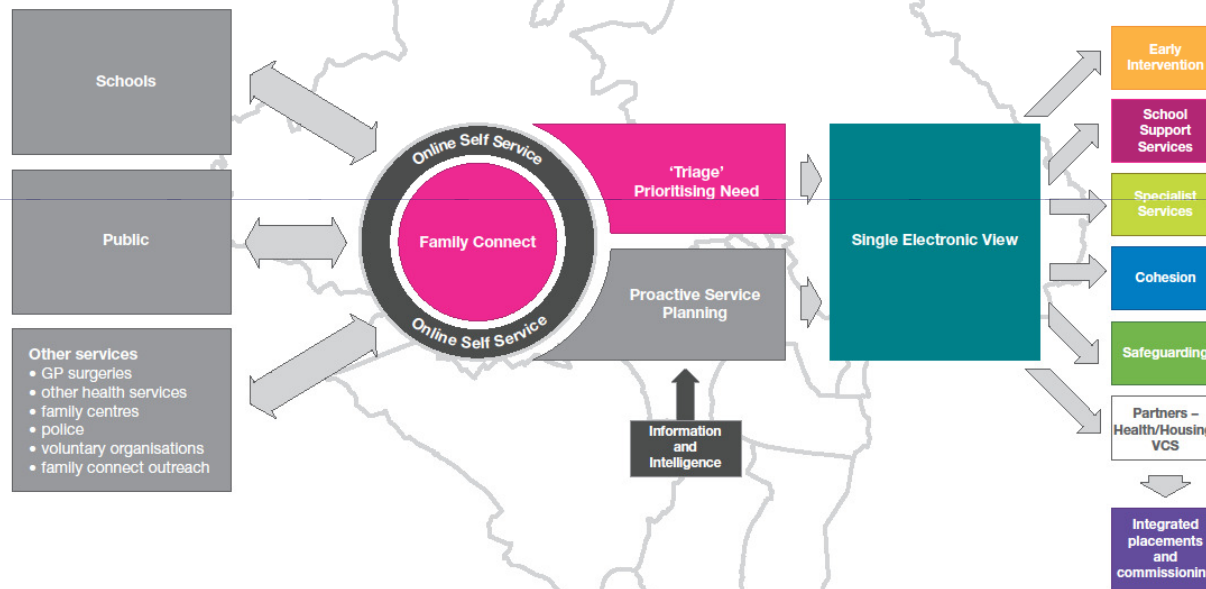 Schools
Public
Other services
• GP surgeries
• other health services
• family centres
• police
• voluntary organisations
• family connect outreach
Online Self Service
Family Connect
Online Self Service
‘Triage’
Prioritising Need
Proactive Service
Planning
Information
and
Intelligence
Single Electronic View
Early
Intervention
School
Support
Services
Specialist
Services
Cohesion
Safeguarding
Partners –
Health/Housing
VCS
Integrated
placements
and
commissionin